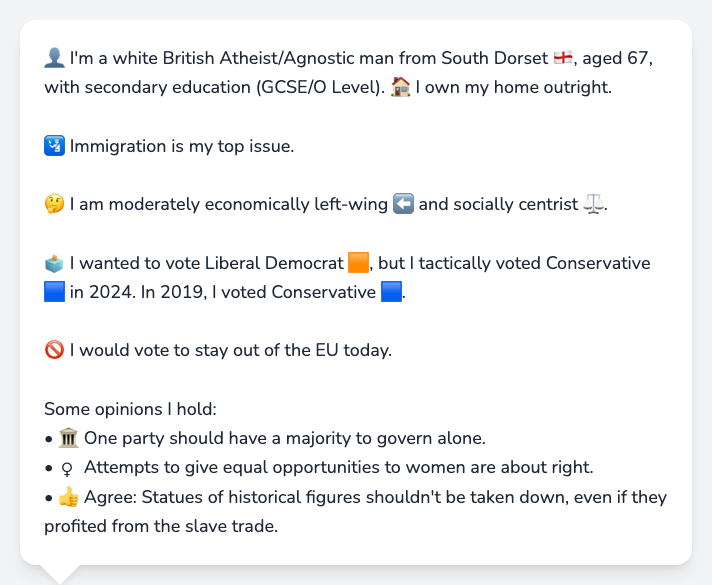 👤 I'm a white British Atheist/Agnostic man from South Dorset 🏴󠁧󠁢󠁥󠁮󠁧󠁿, aged 67,
with secondary education (GCSE/O Level). 🏠 I own my home outright.
🛂 Immigration is my top issue.
🤔 I am moderately economically left-wing ⬅️ and socially centrist ⚖️.
🗳️ I wanted to vote Liberal Democrat 🟧, but I tactically voted Conservative
🟦 in 2024. In 2019, I voted Conservative 🟦.
🚫 I would vote to stay out of the EU today.
Some opinions I hold:
• 🏛️ One party should have a majority to govern alone.
• ♀ Attempts to give equal opportunities to women are about right.
• 👍 Agree: Statues of historical figures shouldn't be taken down, even if they
profited from the slave trade.